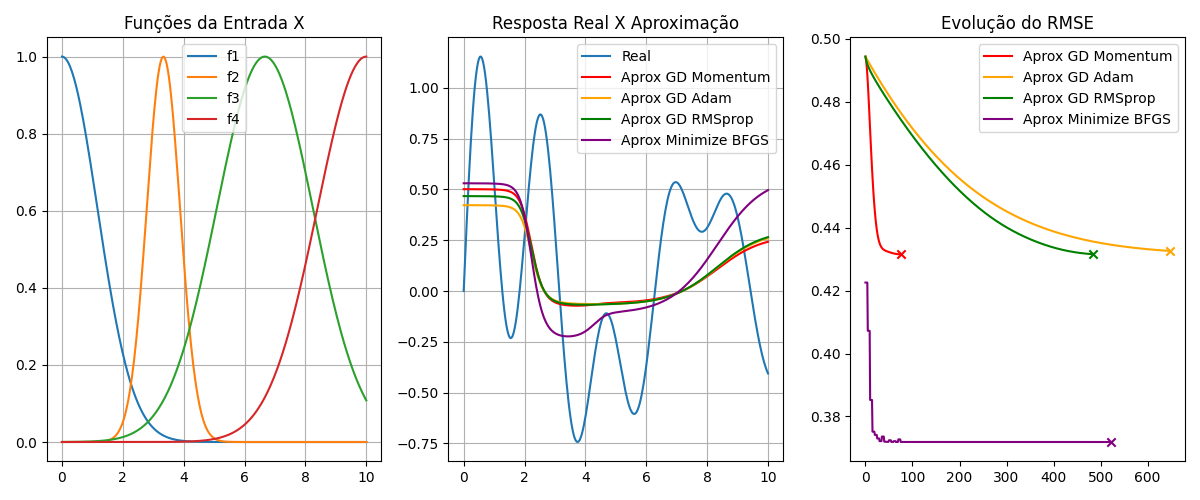 Funções da Entrada X
f1
f2
f3
f4
1.0
0.8
0.6
0.4
0.2
0.0
0
2
4
6
8
10
Resposta Real X Aproximação
Real
Aprox GD Momentum
Aprox GD Adam
Aprox GD RMSprop
Aprox Minimize BFGS
1.00
0.75
0.50
0.25
0.00
−0.25
−0.50
−0.75
0
2
4
6
8
10
Evolução do RMSE
Aprox GD Momentum
Aprox GD Adam
Aprox GD RMSprop
Aprox Minimize BFGS
0.50
0.48
0.46
0.44
0.42
0.40
0.38
0
100
200
300
400
500
600